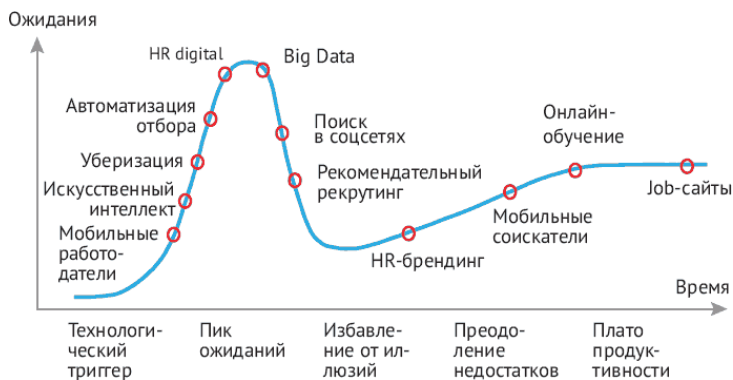 Ожидания
HR digital
Big Data
Автоматизация
отбора
Поиск
в соцсетях
Онлайн-
обучение
Уберизация
Рекомендательный
рекрутинг
Искусственный
интеллект
Job-сайты
Мобильные
работо-
датели
Мобильные
соискатели
HR-брендинг
Время
Технологи-
ческий
триггер
Пик
ожиданий
Избавле-
ние от ил-
люзий
Преодо-
ление
недостатков
Плато
продук-
тивности